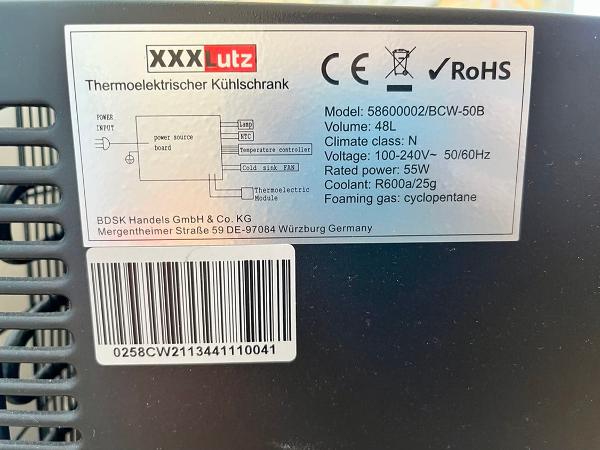 XXXLutz
Thermoelektrischer Kühlschrank
CE
✓RoHS
POWER
INPUT
power source
board
Lamp
NTC
Temperature controller
Cold sink FAN
Thermoelectric
Module
Model: 58600002/BCW-50B
Volume: 48L
Climate class: N
Voltage: 100-240V~ 50/60Hz
Rated power: 55W
Coolant: R600a/25g
Foaming gas: cyclopentane
BDSK Handels GmbH & Co. KG
Mergentheimer Straße 59 DE-97084 Würzburg Germany
0258CW2113441110041